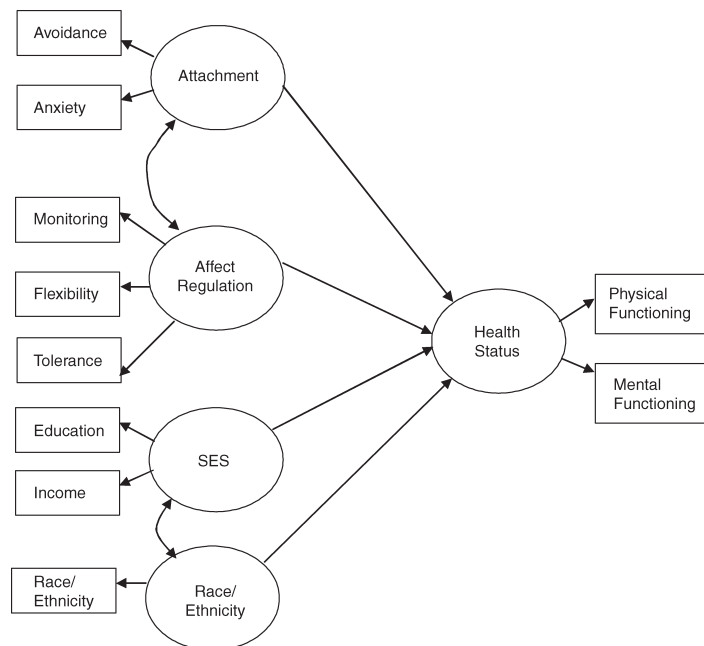 Avoidance
Attachment
Anxiety
Monitoring
Affect
Regulation
Flexibility
Tolerance
Health
Status
Physical
Functioning
Mental
Functioning
Education
SES
Income
Race/
Ethnicity
Race/
Ethnicity